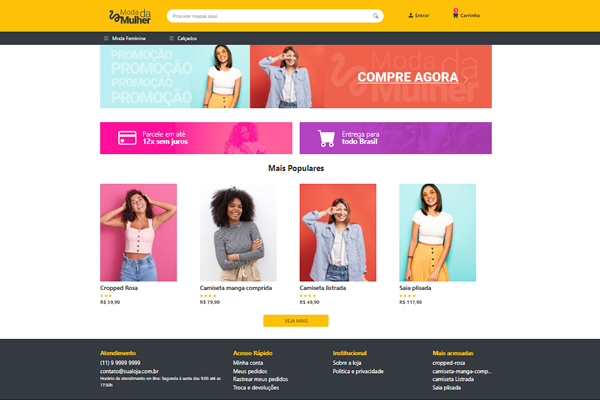 Moda da
Mulher
Procurar roupas aqui
Entrar
Carrinho
Moda Feminina
Calçados
PROMOÇÃO
PROMOÇÃO
PROMOÇÃO
PROMOÇÃO
Moda da
Mulher
COMPRE AGORA
Parcele em até
12x sem juros
Entrega para
todo Brasil
Mais Populares
Cropped Rosa
R$ 59,90
Camiseta manga comprida
R$ 79,90
Camiseta listrada
R$ 49,90
Saia plisada
R$ 117,90
VEJA MAIS
Atendimento
(11) 9 9999 9999
contato@sualoja.com.br
Horário de atendimento on-line: Segunda à sexta das 9:00 até as
17:00h
Acesso Rápido
Minha conta
Meus pedidos
Rastrear meus pedidos
Troca e devoluções
Institucional
Sobre a loja
Política e privacidade
Mais acessadas
cropped-rosa
camiseta-manga-comp...
camiseta Listrada
Saia plisada